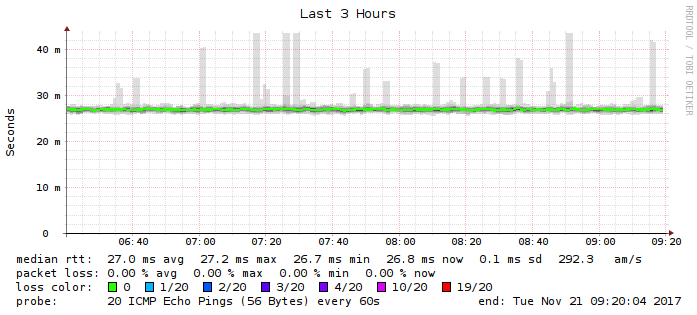 Last 3 Hours
RRDTOOL / TOBI OETIKER
Seconds
40 m
30 m
20 m
10 m
0
06:40 07:00 07:20 07:40 08:00 08:20 08:40 09:00 09:20
median rtt: 27.0 ms avg 27.2 ms max 26.7 ms min 26.8 ms now 0.1 ms sd 292.3 am/s
packet loss: 0.00 % avg 0.00 % max 0.00 % min 0.00 % now
loss color: 0 1/20 2/20 3/20 4/20 10/20 19/20
probe: 20 ICMP Echo Pings (56 Bytes) every 60s end: Tue Nov 21 09:20:04 2017